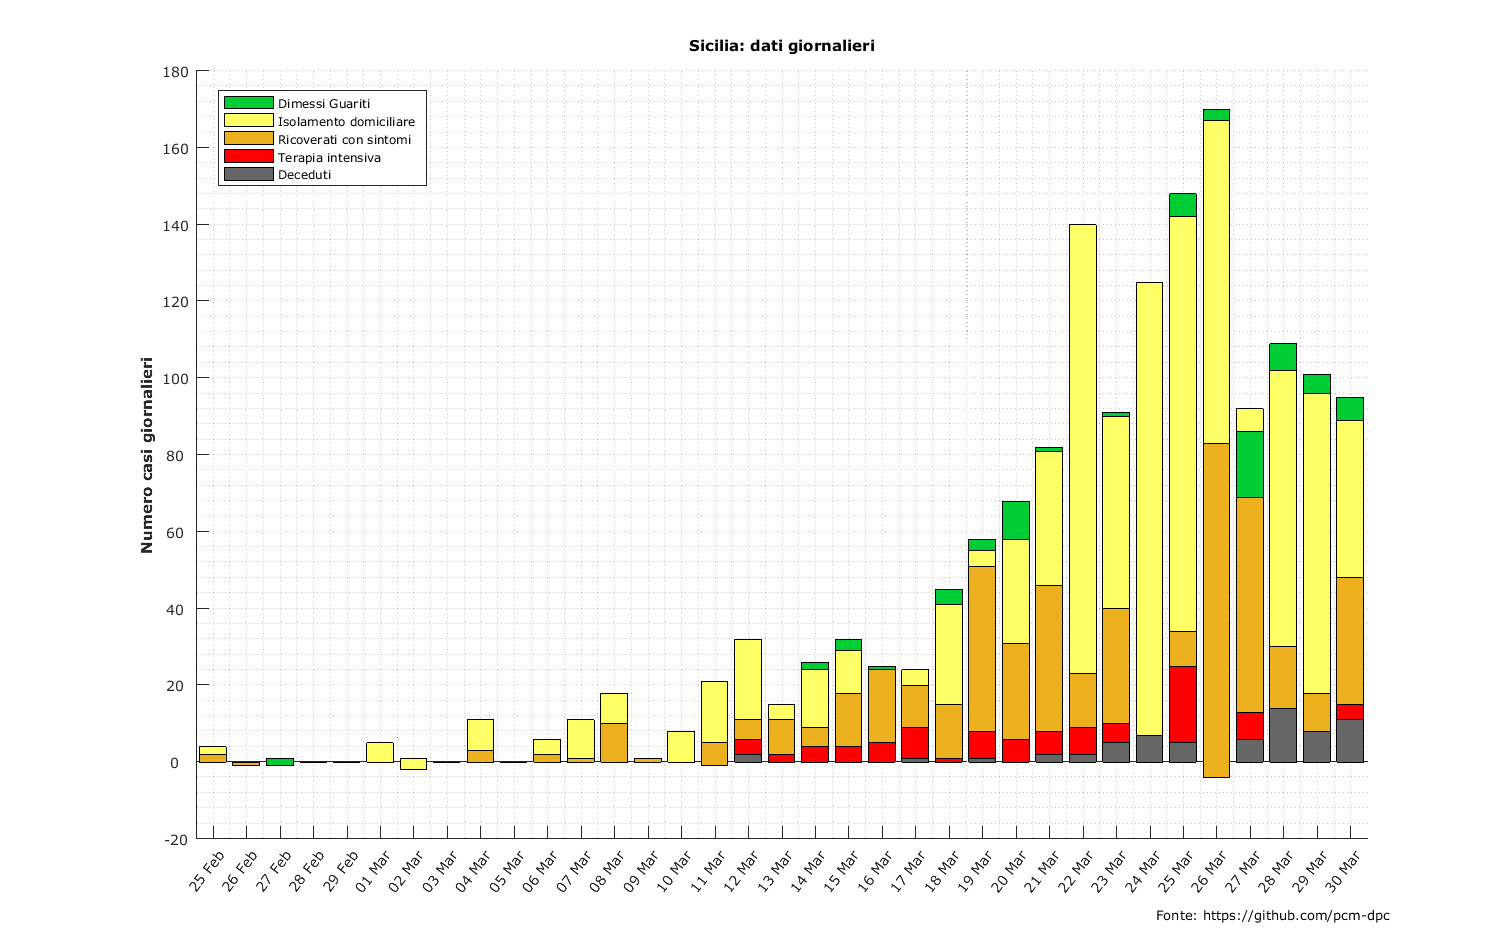 Sicilia: dati giornalieri
Dimessi Guariti
Isolamento domiciliare
Ricoverati con sintomi
Terapia intensiva
Deceduti
Numero casi giornalieri
180
160
140
120
100
80
60
40
20
0
-20
25 Feb
26 Feb
27 Feb
28 Feb
29 Feb
01 Mar
02 Mar
03 Mar
04 Mar
05 Mar
06 Mar
07 Mar
08 Mar
09 Mar
10 Mar
11 Mar
12 Mar
13 Mar
14 Mar
15 Mar
16 Mar
17 Mar
18 Mar
19 Mar
20 Mar
21 Mar
22 Mar
23 Mar
24 Mar
25 Mar
26 Mar
27 Mar
28 Mar
29 Mar
30 Mar
Fonte: https://github.com/pcm-dpc